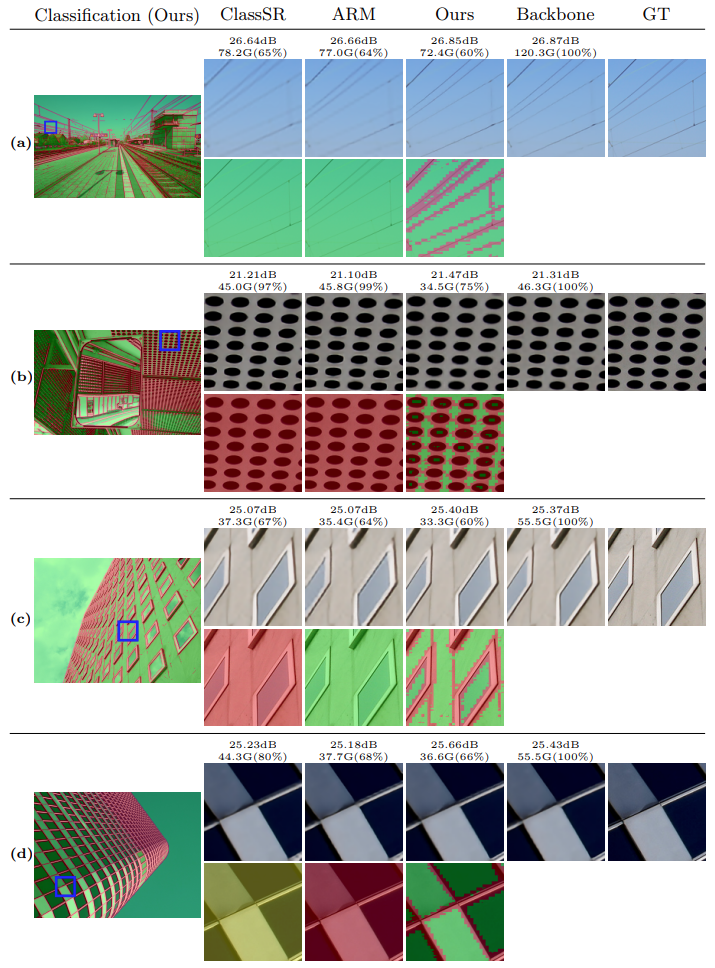 Classification (Ours) ClassSR ARM Ours Backbone GT
26.64dB 26.66dB 26.85dB 26.87dB
78.2G(65%) 77.0G(64%) 72.4G(60%) 120.3G(100%)
(a)
21.21dB 21.10dB 21.47dB 21.31dB
45.0G(97%) 45.8G(99%) 34.5G(75%) 46.3G(100%)
(b)
25.07dB 25.07dB 25.40dB 25.37dB
37.3G(67%) 35.4G(64%) 33.3G(60%) 55.5G(100%)
(c)
25.23dB 25.18dB 25.66dB 25.43dB
44.3G(80%) 37.7G(68%) 36.6G(66%) 55.5G(100%)
(d)